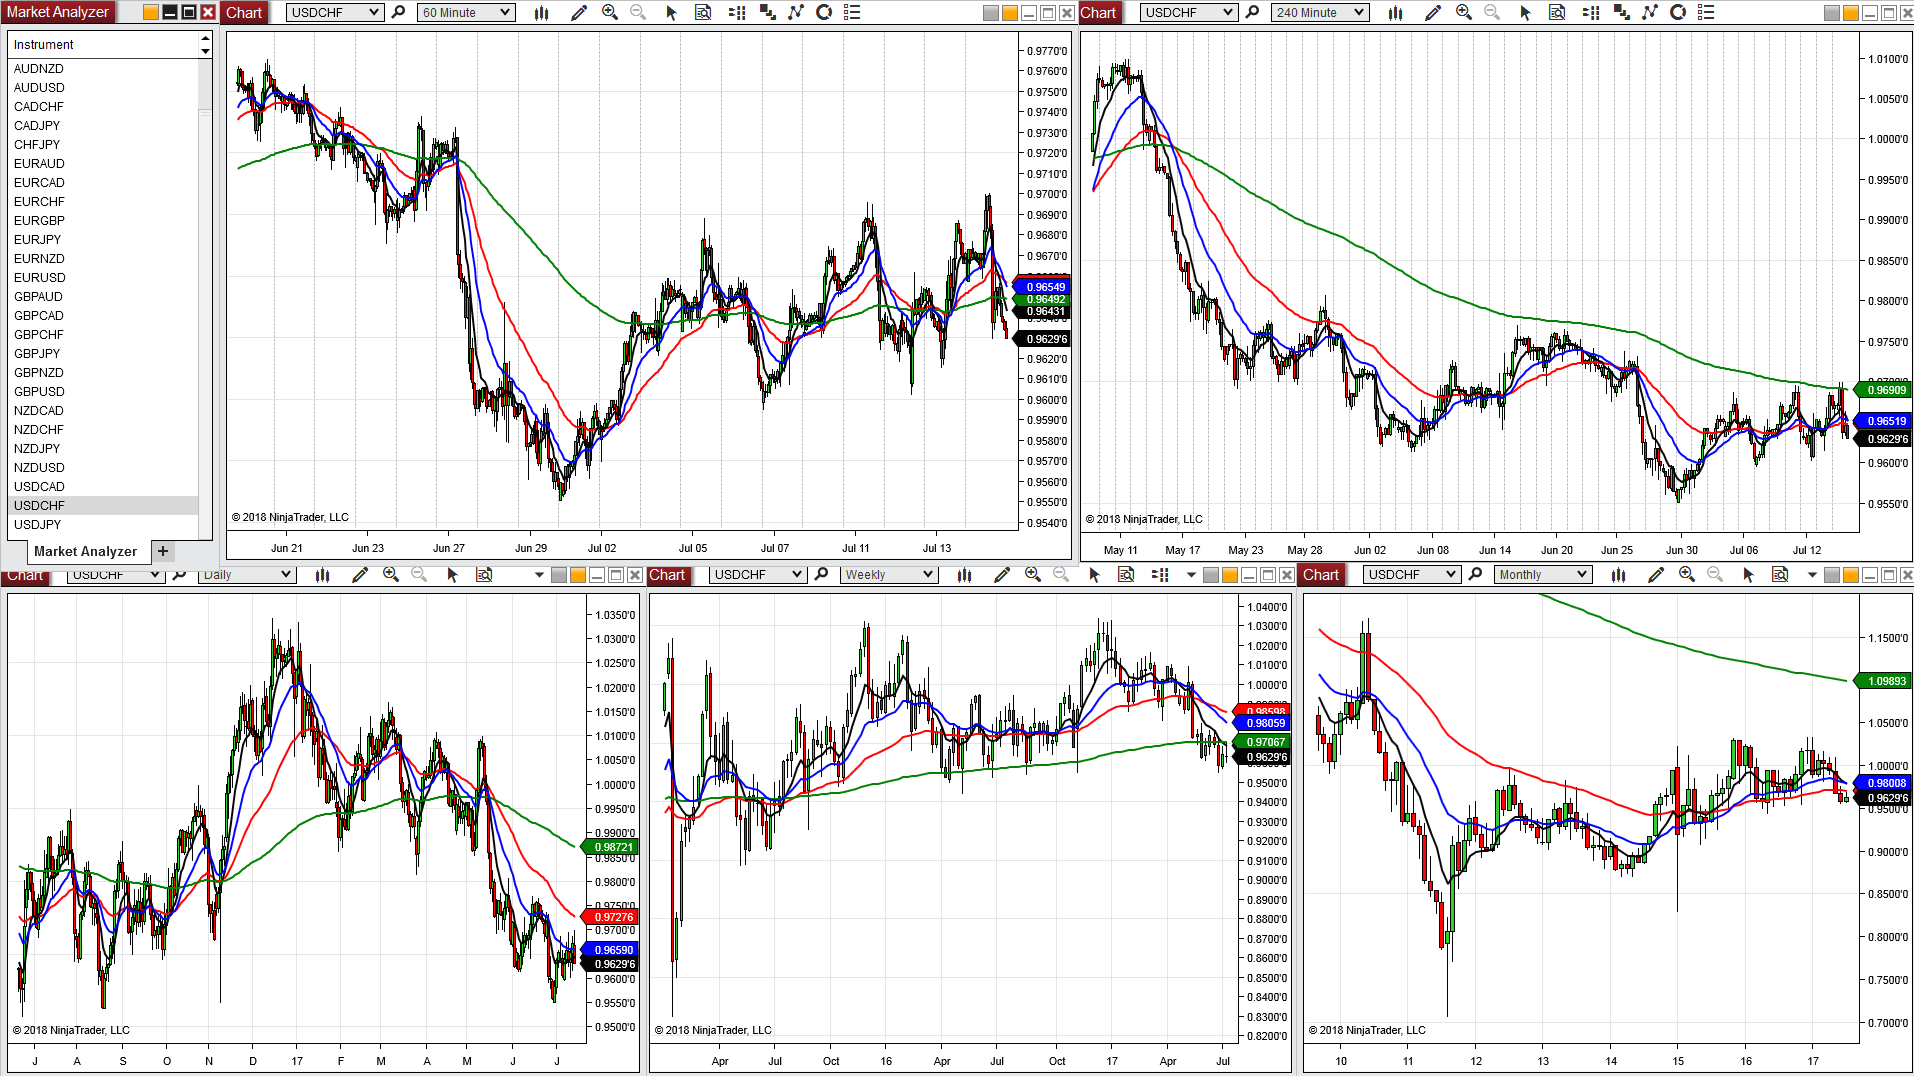 Market Analyzer
Instrument
AUDNZD
AUDUSD
CADCHF
CADJPY
CHFJPY
EURAUD
EURCAD
EURCHF
EURGBP
EURJPY
EURNZD
EURUSD
GBPAUD
GBPCAD
GBPCHF
GBPJPY
GBPNZD
GBPUSD
NZDCAD
NZDCHF
NZDJPY
NZDUSD
USDCAD
USDCHF
USDJPY
Market Analyzer +
Chart USDCHF 60 Minute
0.9770'0
0.9760'0
0.9750'0
0.9740'0
0.9730'0
0.9720'0
0.9710'0
0.9700'0
0.9690'0
0.9680'0
0.9670'0
0.96549
0.96492
0.96431
0.9629'6
0.9620'0
0.9610'0
0.9600'0
0.9590'0
0.9580'0
0.9570'0
0.9560'0
0.9550'0
0.9540'0
© 2018 NinjaTrader, LLC
Jun 21 Jun 23 Jun 27 Jun 29 Jul 02 Jul 05 Jul 07 Jul 11 Jul 13
Chart USDCHF 240 Minute
1.0100'0
1.0050'0
1.0000'0
0.9950'0
0.9900'0
0.9850'0
0.9800'0
0.9750'0
0.96909
0.96519
0.9629'6
0.9600'0
0.9550'0
© 2018 NinjaTrader, LLC
May 11 May 17 May 23 May 28 Jun 02 Jun 08 Jun 14 Jun 20 Jun 25 Jun 30 Jul 06 Jul 12
Chart USDCHF Daily
1.0350'0
1.0300'0
1.0250'0
1.0200'0
1.0150'0
1.0100'0
1.0050'0
1.0000'0
0.9950'0
0.9900'0
0.98721
0.9850'0
0.9800'0
0.97276
0.9700'0
0.96590
0.9629'6
0.9600'0
0.9550'0
0.9500'0
© 2018 NinjaTrader, LLC
J A S O N D 17 F M A M J J
Chart USDCHF Weekly
1.0400'0
1.0300'0
1.0200'0
1.0100'0
1.0000'0
0.98598
0.98059
0.97067
0.9629'6
0.9500'0
0.9400'0
0.9300'0
0.9200'0
0.9100'0
0.9000'0
0.8900'0
0.8800'0
0.8700'0
0.8600'0
0.8500'0
0.8400'0
0.8300'0
0.8200'0
© 2018 NinjaTrader, LLC
Apr Jul Oct 16 Apr Jul Oct 17 Apr Jul
Chart USDCHF Monthly
1.1500'0
1.09893
1.0500'0
1.0000'0
0.98008
0.9629'6
0.9500'0
0.9000'0
0.8500'0
0.8000'0
0.7500'0
0.7000'0
© 2018 NinjaTrader, LLC
10 11 12 13 14 15 16 17